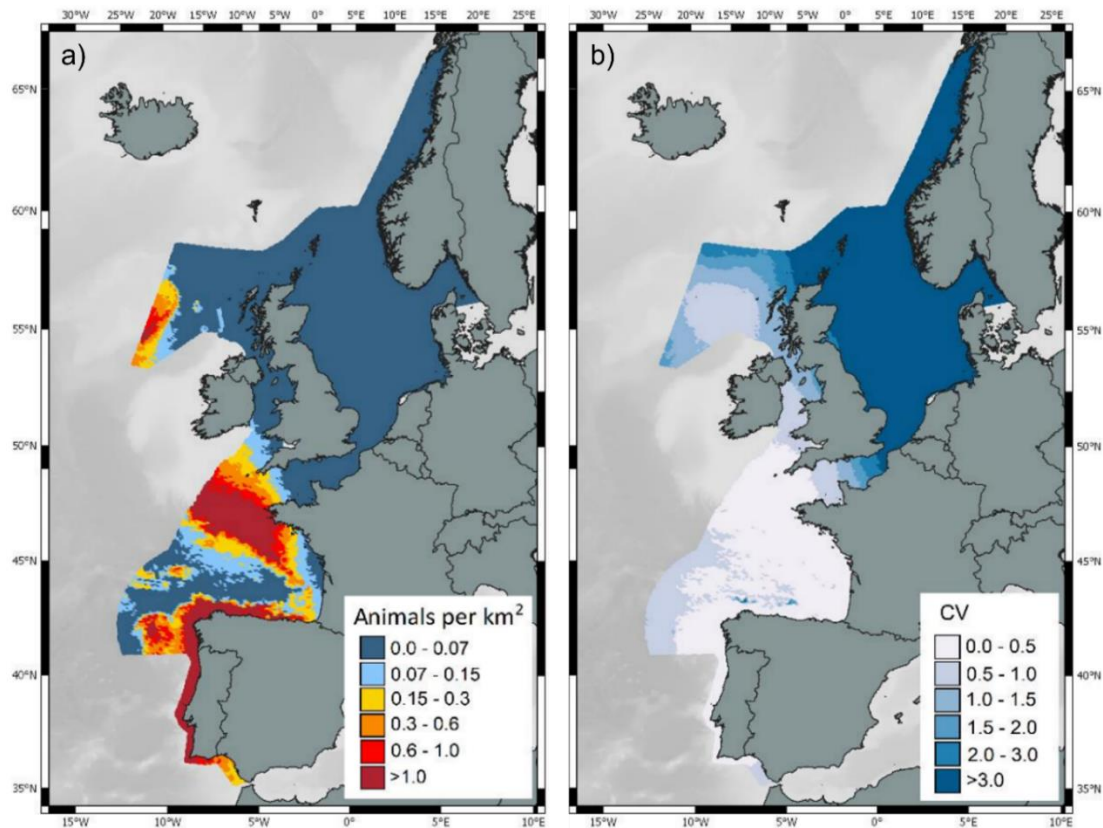 30°W 25°W 20°W 15°W 10°W 5°W 0° 5°E 10°E 15°E 20°E 25°E
25°W 20°W 15°W 10°W 5°W 0° 5°E 10°E 15°E 20°E 25°E
a)
b)
65°N
65°N
60°N
60°N
55°N
55°N
50°N
50°N
45°N
45°N
40°N
40°N
35°N
35°N
Animals per km²
0.0 - 0.07
0.07 - 0.15
0.15 - 0.3
0.3 - 0.6
0.6 - 1.0
>1.0
CV
0.0 - 0.5
0.5 - 1.0
1.0 - 1.5
1.5 - 2.0
2.0 - 3.0
>3.0
15°W 10°W 5°W 0° 5°E 10°E
15°W 10°W 5°W 0° 5°E 10°E